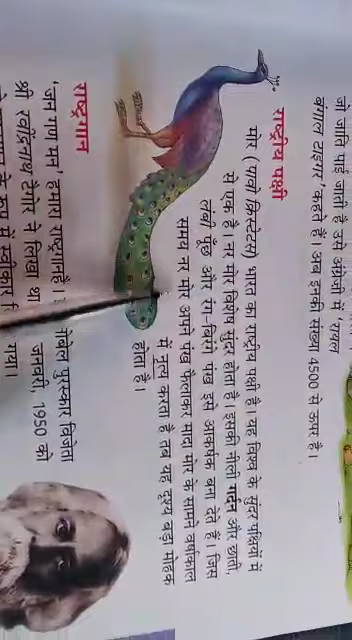 जो जाति पाई जाती है उसे अंग्रेजी में 'रायल
बंगाल टाइगर' कहते हैं। अब इनकी संख्या 4500 से ऊपर है।
राष्ट्रीय पक्षी
मोर (पावो क्रिस्टेटस) भारत का राष्ट्रीय पक्षी है। यह विश्व के सुंदर पक्षियों में
से एक है। नर मोर विशेष सुंदर होता है। इसकी नीली गर्दन और छाती,
लंबी पूँछ और रंग-बिरंगे पंख इसे आकर्षक बना देते हैं। जिस
समय नर मोर अपने पंख फैलाकर मादा मोर के सामने वर्षाकाल
में नृत्य करता है तब यह दृश्य बड़ा मोहक
होता है।
राष्ट्रगान
'जन गण मन' हमारा राष्ट्रगान है। नोबेल पुरस्कार विजेता
श्री रवींद्रनाथ टैगोर ने लिखा था जनवरी, 1950 को
के रूप में स्वीकार गया।